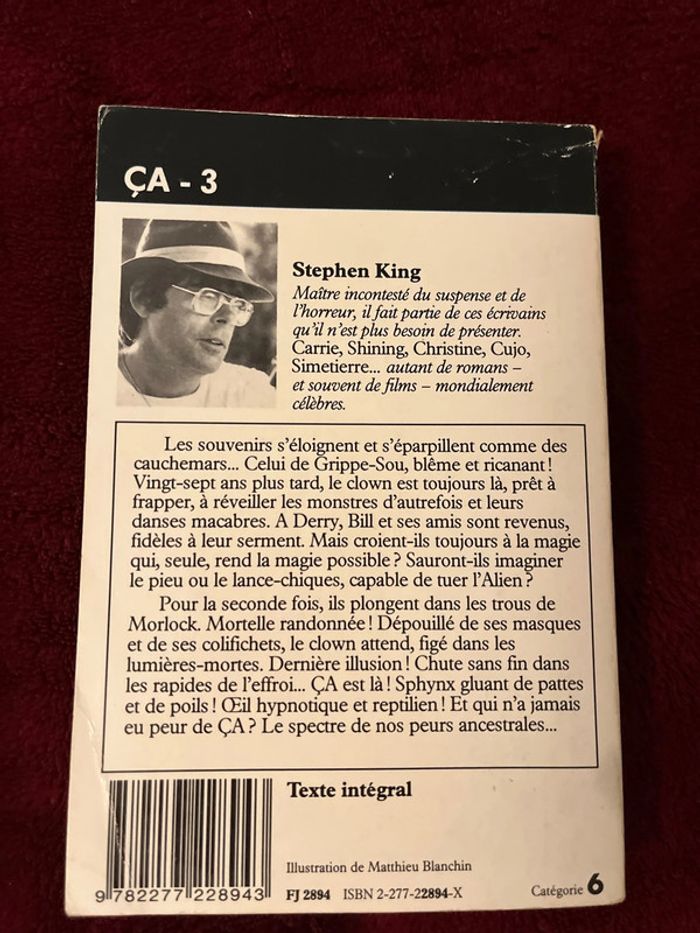 ÇA - 3
Stephen King
Maître incontesté du suspense et de
l'horreur, il fait partie de ces écrivains
qu'il n'est plus besoin de présenter.
Carrie, Shining, Christine, Cujo,
Simetierre... autant de romans –
et souvent de films – mondialement
célèbres.
Les souvenirs s'éloignent et s'éparpillent comme des
cauchemars... Celui de Grippe-Sou, blême et ricanant !
Vingt-sept ans plus tard, le clown est toujours là, prêt à
frapper, à réveiller les monstres d'autrefois et leurs
danses macabres. A Derry, Bill et ses amis sont revenus,
fidèles à leur serment. Mais croient-ils toujours à la magie
qui, seule, rend la magie possible ? Sauront-ils imaginer
le pieu ou le lance-chiques, capable de tuer l'Alien ?
Pour la seconde fois, ils plongent dans les trous de
Morlock. Mortelle randonnée ! Dépouillé de ses masques
et de ses colifichets, le clown attend, figé dans les
lumières-mortes. Dernière illusion ! Chute sans fin dans
les rapides de l'effroi... ÇA est là ! Sphynx gluant de pattes
et de poils ! Œil hypnotique et reptilien ! Et qui n'a jamais
eu peur de ÇA ? Le spectre de nos peurs ancestrales...
Texte intégral
Illustration de Matthieu Blanchin
9 782277 228943
FJ 2894 ISBN 2-277-22894-X
Catégorie 6